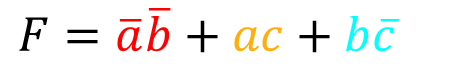 F = a̅b̅ + ac + bc̅